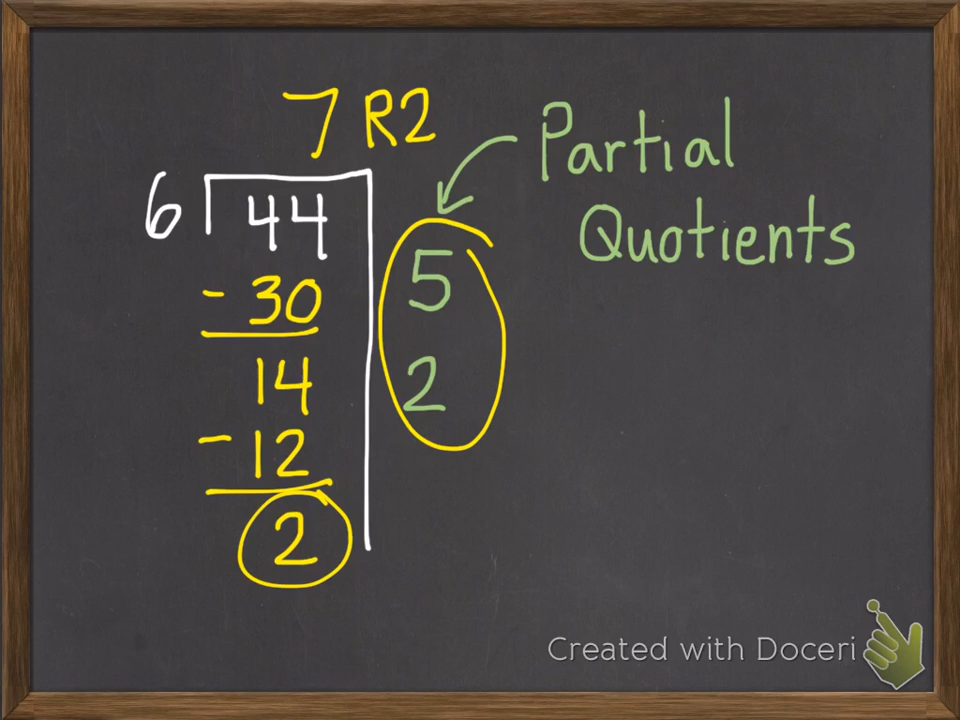 7 R2
6 44
- 30
14
- 12
2
5
2
Partial
Quotients
Created with Doceri